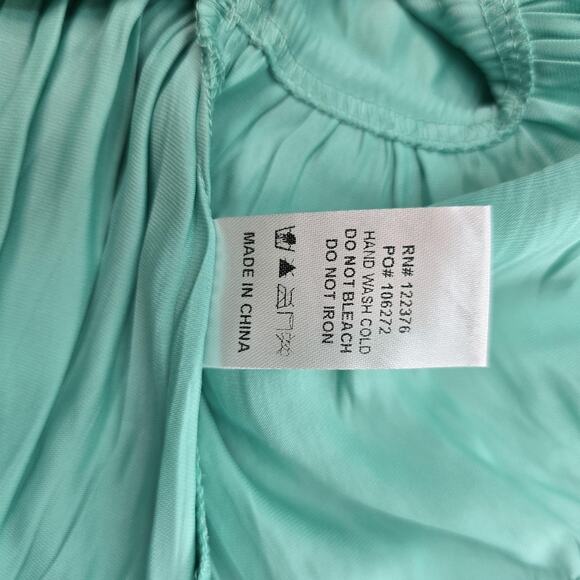 RN# 122376
PO# 106272
HAND WASH COLD
DO NOT BLEACH
DO NOT IRON
MADE IN CHINA